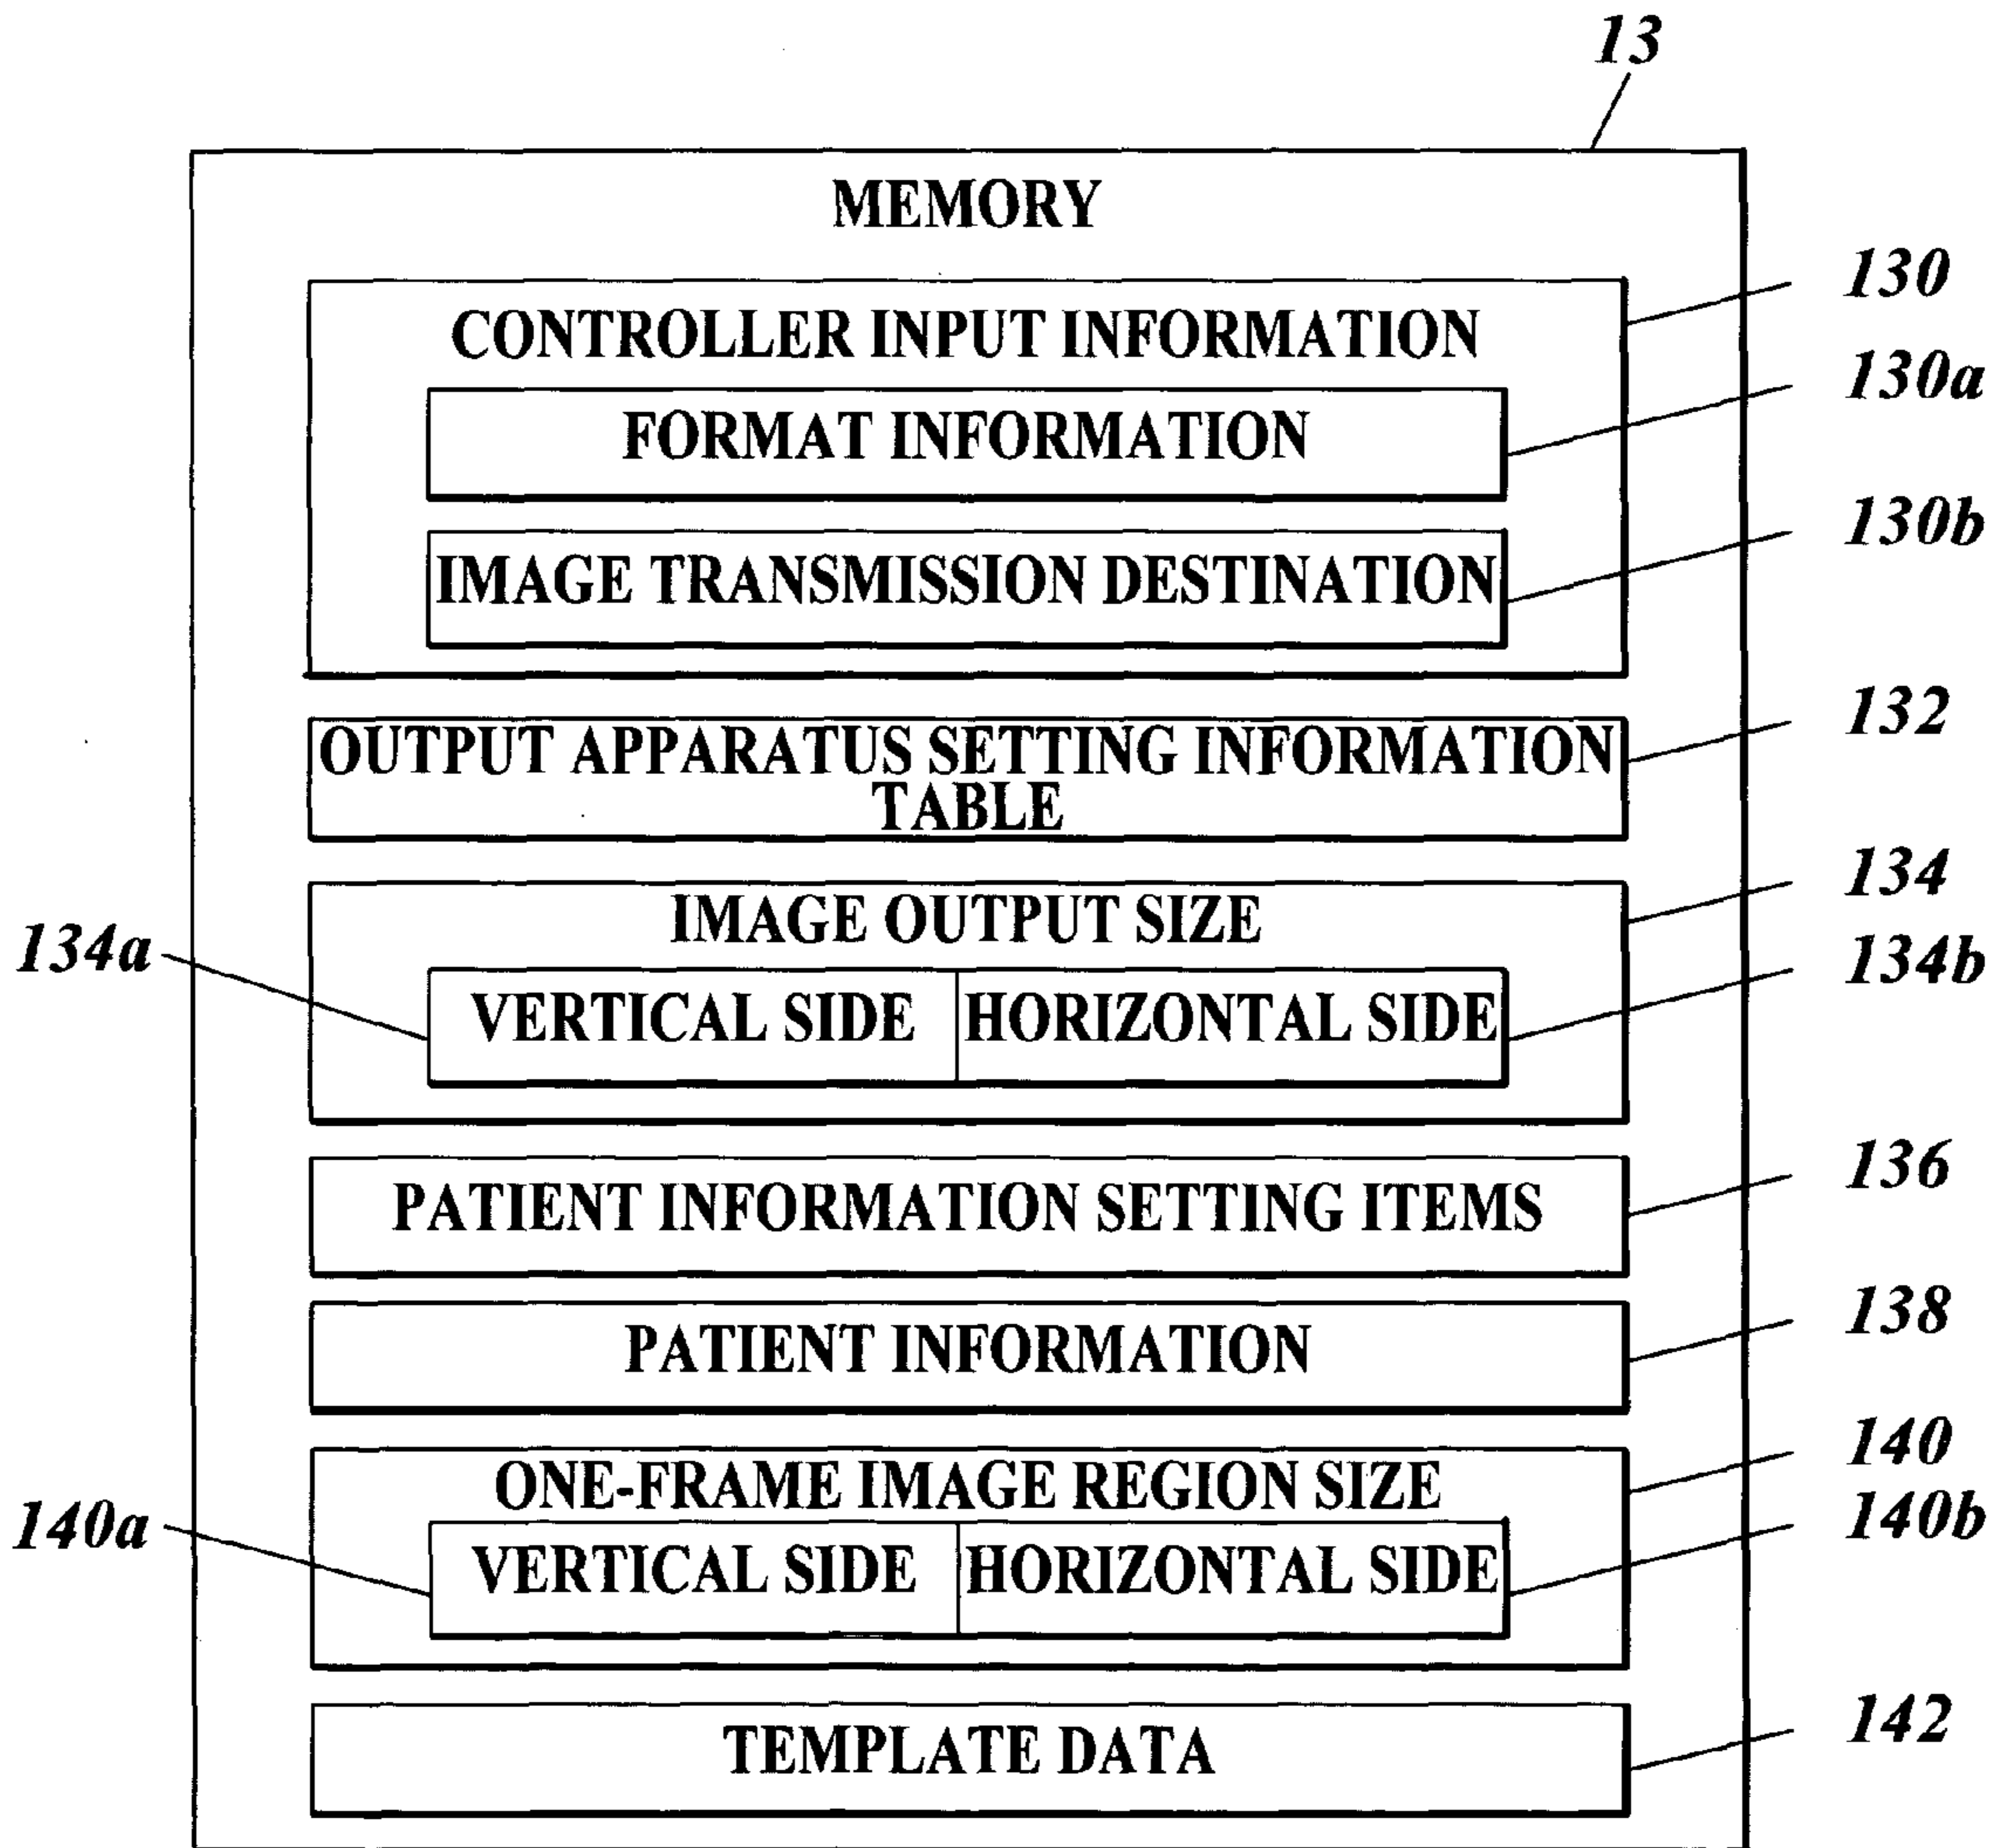 13
MEMORY
130
CONTROLLER INPUT INFORMATION
130a
FORMAT INFORMATION
130b
IMAGE TRANSMISSION DESTINATION
132
OUTPUT APPARATUS SETTING INFORMATION
TABLE
134
IMAGE OUTPUT SIZE
134a
134b
VERTICAL SIDE
HORIZONTAL SIDE
136
PATIENT INFORMATION SETTING ITEMS
138
PATIENT INFORMATION
140
ONE-FRAME IMAGE REGION SIZE
140a
140b
VERTICAL SIDE
HORIZONTAL SIDE
142
TEMPLATE DATA